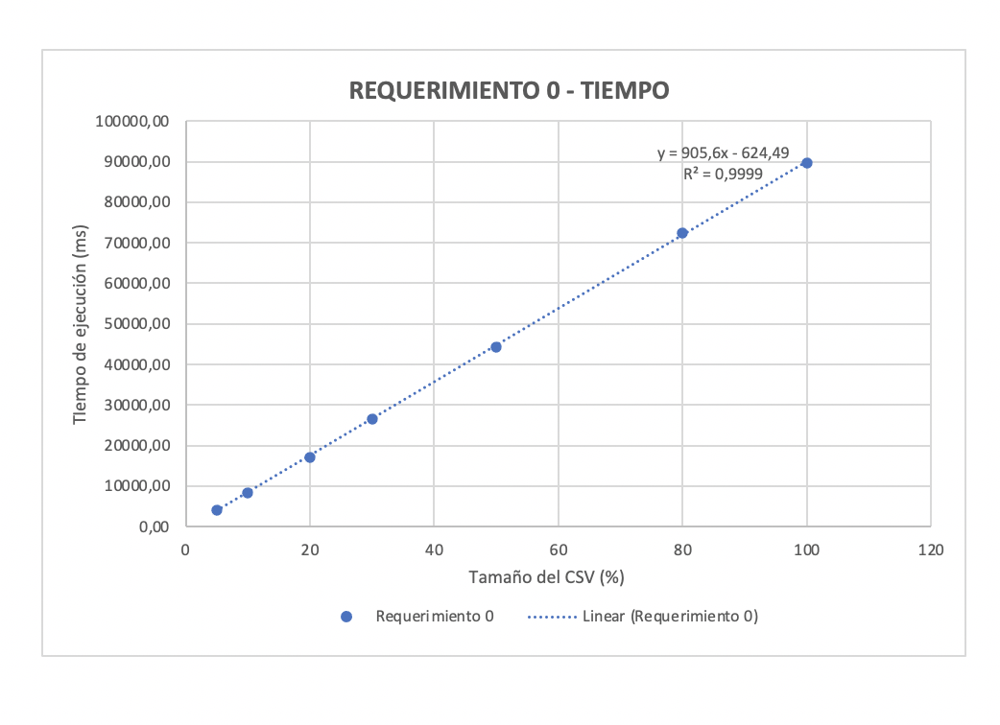 REQUERIMIENTO 0 - TIEMPO
100000,00
90000,00
80000,00
70000,00
60000,00
50000,00
40000,00
30000,00
20000,00
10000,00
0,00
TIempo de ejecución (ms)
y = 905,6x - 624,49
R² = 0,9999
0 20 40 60 80 100 120
Tamaño del CSV (%)
Requerimiento 0 Linear (Requerimiento 0)